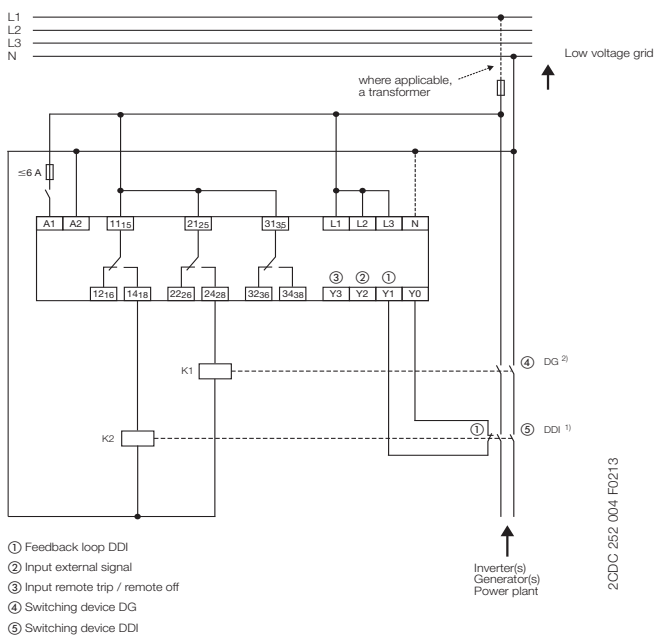 L1
L2
L3
N
Low voltage grid
where applicable,
a transformer
≤6 A
A1 A2 1115 2125 3135 L1 L2 L3 N
③ ② ①
1216 1418 2226 2428 3236 3438 Y3 Y2 Y1 Y0
④ DG 2)
K1
① ⑤ DDI 1)
K2
2CDC 252 004 F0213
Inverter(s)
Generator(s)
Power plant
① Feedback loop DDI
② Input external signal
③ Input remote trip / remote off
④ Switching device DG
⑤ Switching device DDI